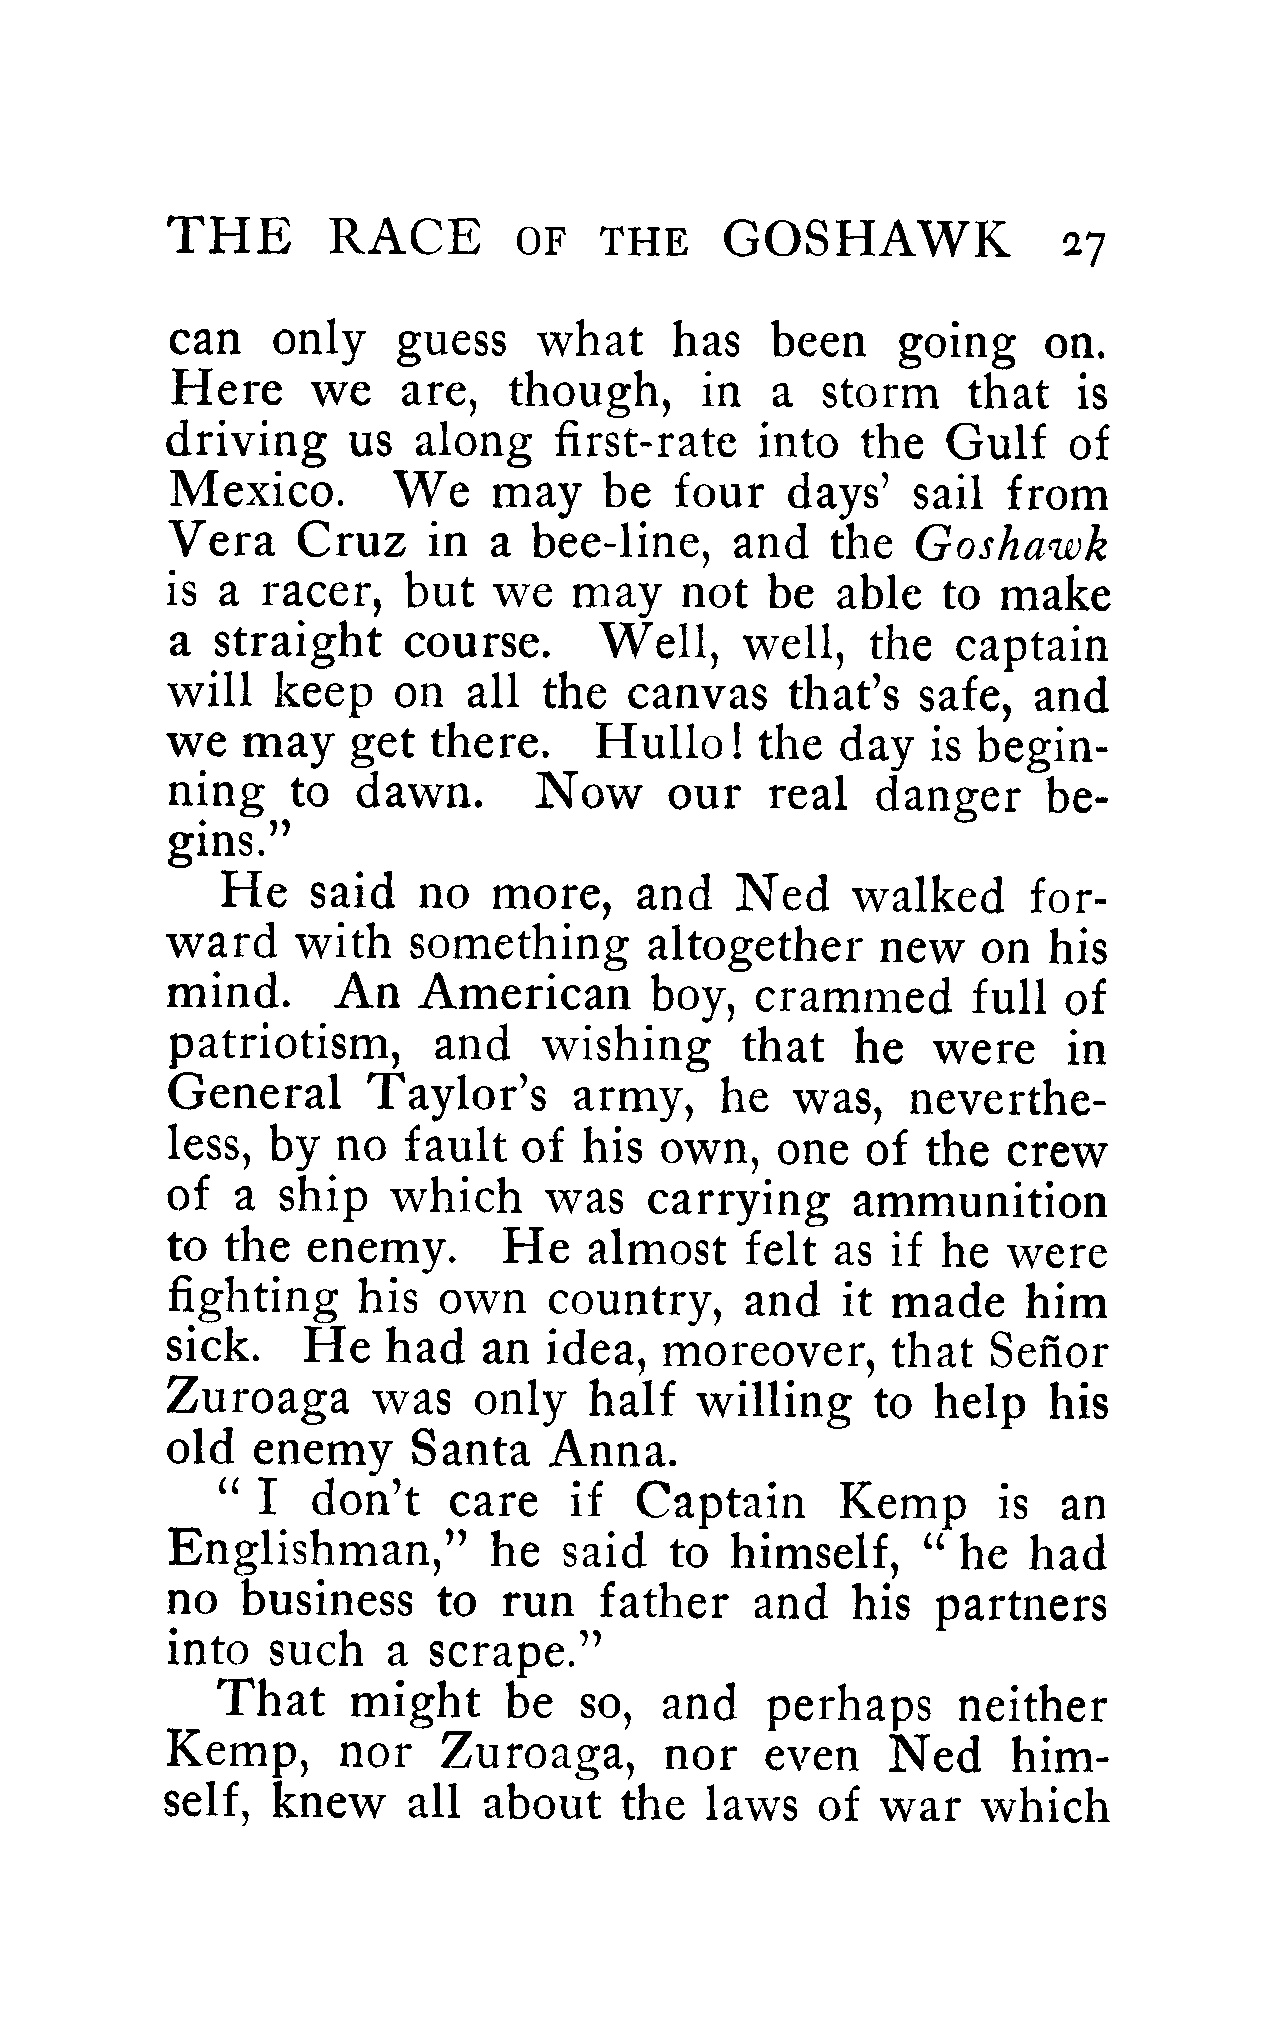 THE RACE OF THE GOSHAWK 27
can only guess what has been going on.
Here we are, though, in a storm that is
driving us along first-rate into the Gulf of
Mexico. We may be four days' sail from
Vera Cruz in a bee-line, and the Goshawk
is a racer, but we may not be able to make
a straight course. Well, well, the captain
will keep on all the canvas that's safe, and
we may get there. Hullo! the day is begin-
ning to dawn. Now our real danger be-
gins."
He said no more, and Ned walked for-
ward with something altogether new on his
mind. An American boy, crammed full of
patriotism, and wishing that he were in
General Taylor's army, he was, neverthe-
less, by no fault of his own, one of the crew
of a ship which was carrying ammunition
to the enemy. He almost felt as if he were
fighting his own country, and it made him
sick. He had an idea, moreover, that Señor
Zuroaga was only half willing to help his
old enemy Santa Anna.
"I don't care if Captain Kemp is an
Englishman," he said to himself, "he had
no business to run father and his partners
into such a scrape."
That might be so, and perhaps neither
Kemp, nor Zuroaga, nor even Ned him-
self, knew all about the laws of war which